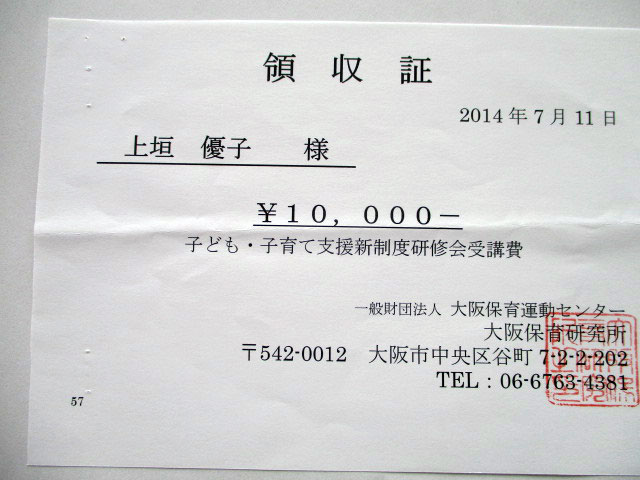 領収証
2014年7月11日
上垣 優子 様
￥１０，０００－
子ども・子育て支援新制度研修会受講費
一般財団法人 大阪保育運動センター
大阪保育研究所
〒542-0012 大阪市中央区谷町 7-2-2-202
TEL：06-6763-4381
57